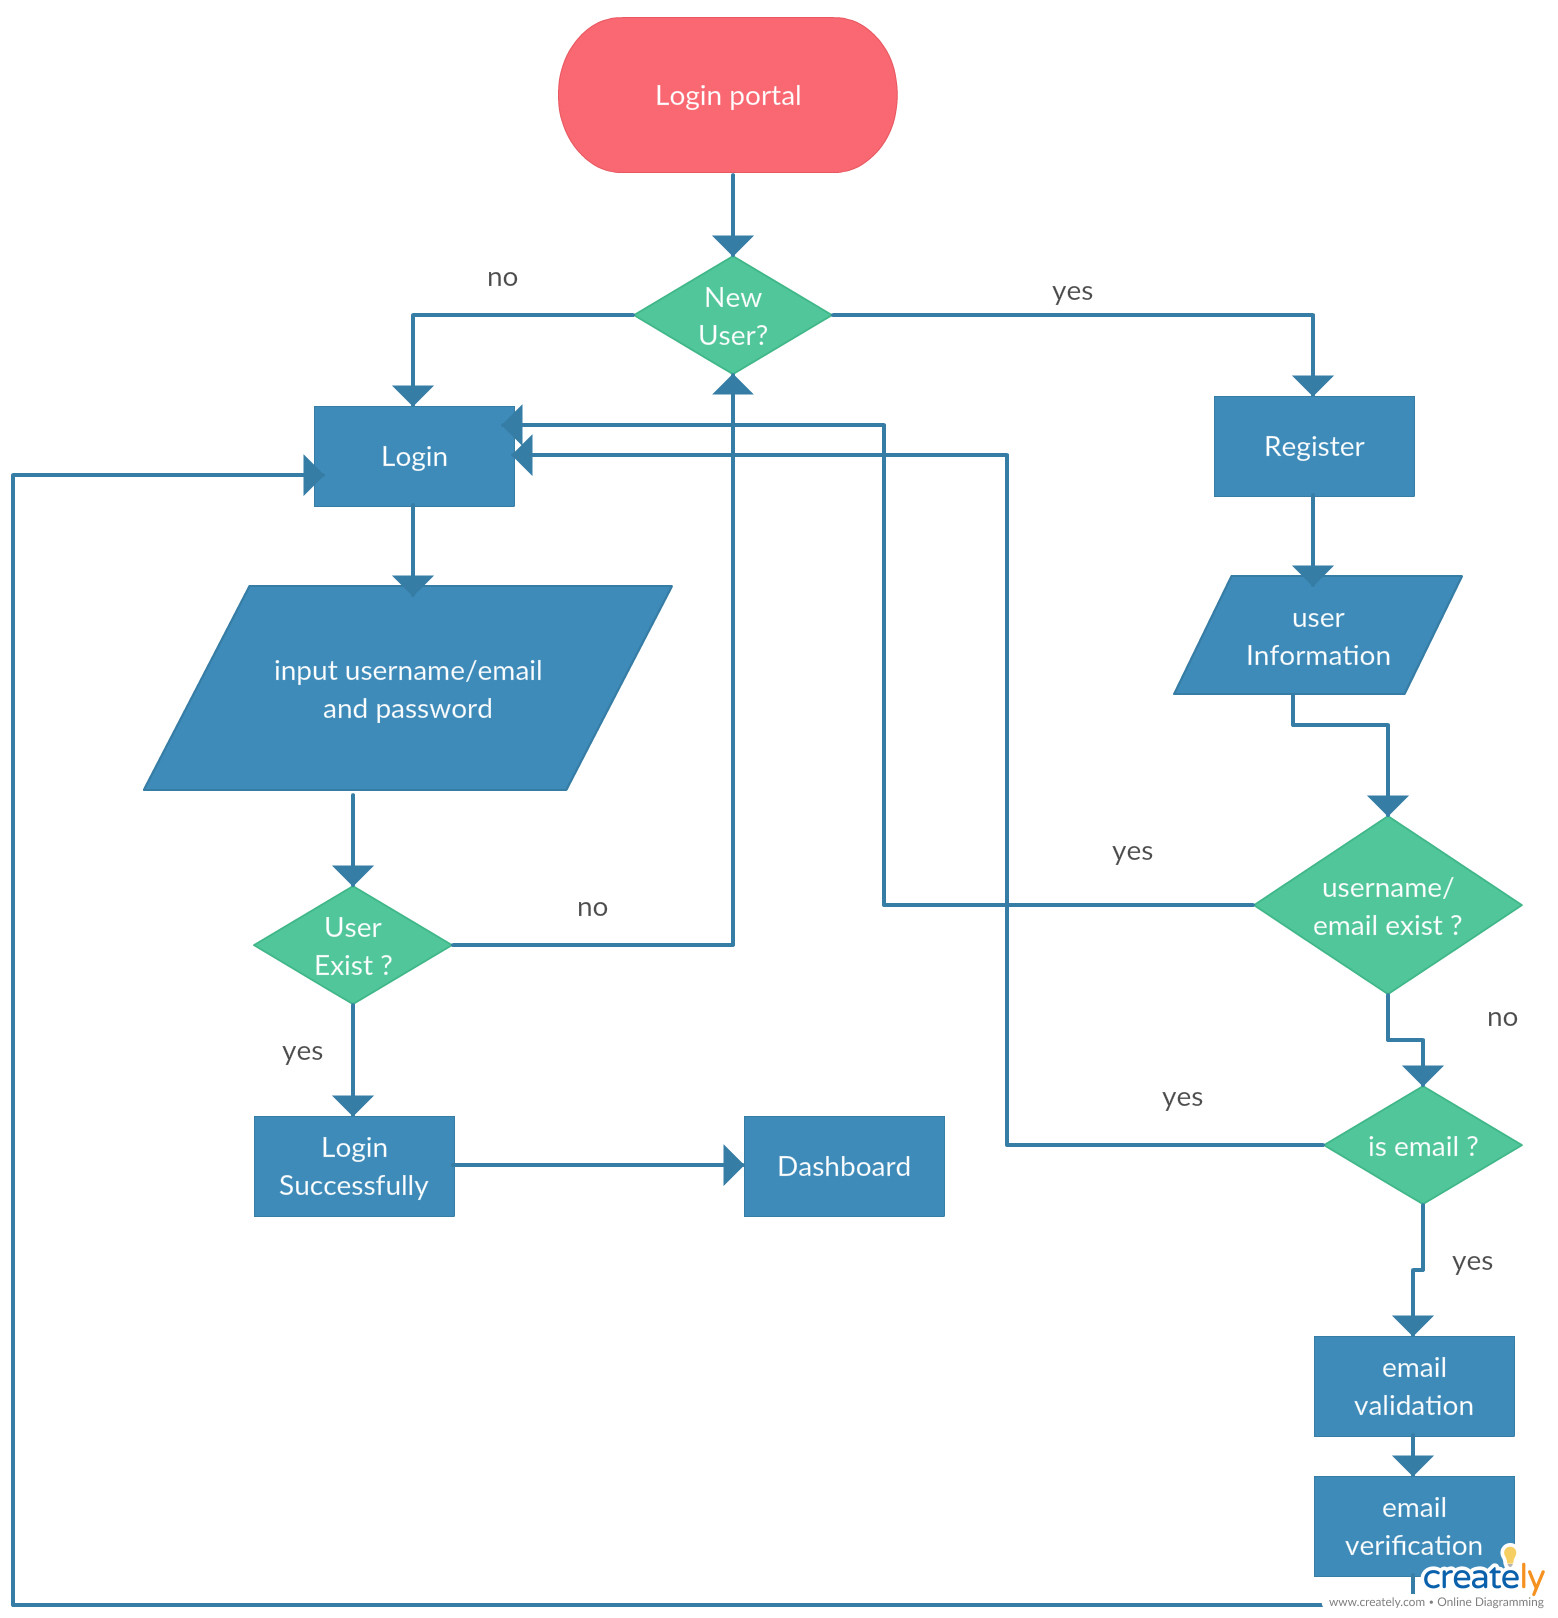 Login portal
no
New
User?
yes
Login
Register
input username/email
and password
user
Information
yes
username/
email exist ?
User
Exist ?
no
no
yes
yes
is email ?
Login
Successfully
Dashboard
yes
email
validation
email
verification
creately
www.creately.com • Online Diagramming